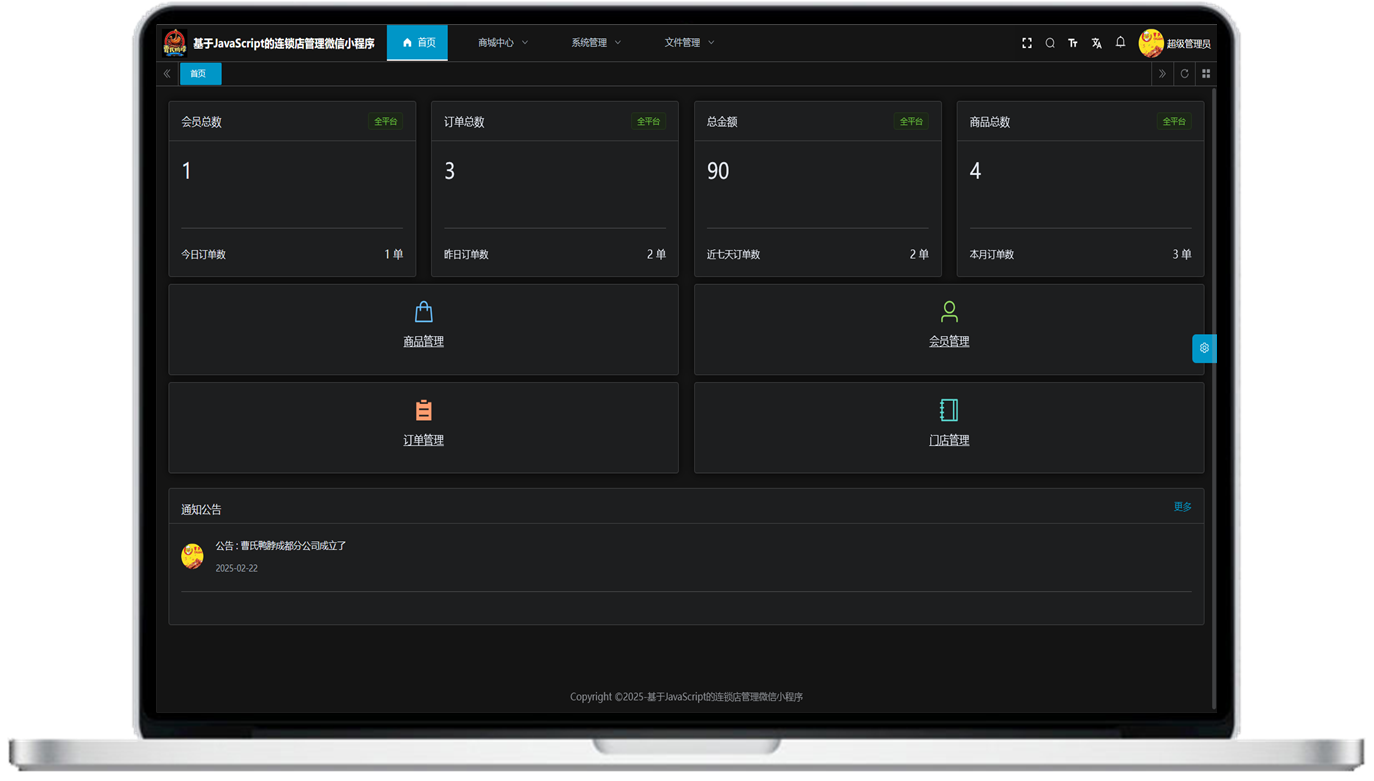 基于JavaScript的连锁店管理微信小程序 首页 商城中心 系统管理 文件管理 超级管理员
首页
会员总数 全平台 订单总数 全平台 总金额 全平台 商品总数 全平台
1 3 90 4
今日订单数 1 单 昨日订单数 2 单 近七天订单数 2 单 本月订单数 3 单
商品管理 会员管理
订单管理 门店管理
通知公告 更多
公告 : 曹氏鸭脖成都分公司成立了
2025-02-22
Copyright ©2025-基于JavaScript的连锁店管理微信小程序